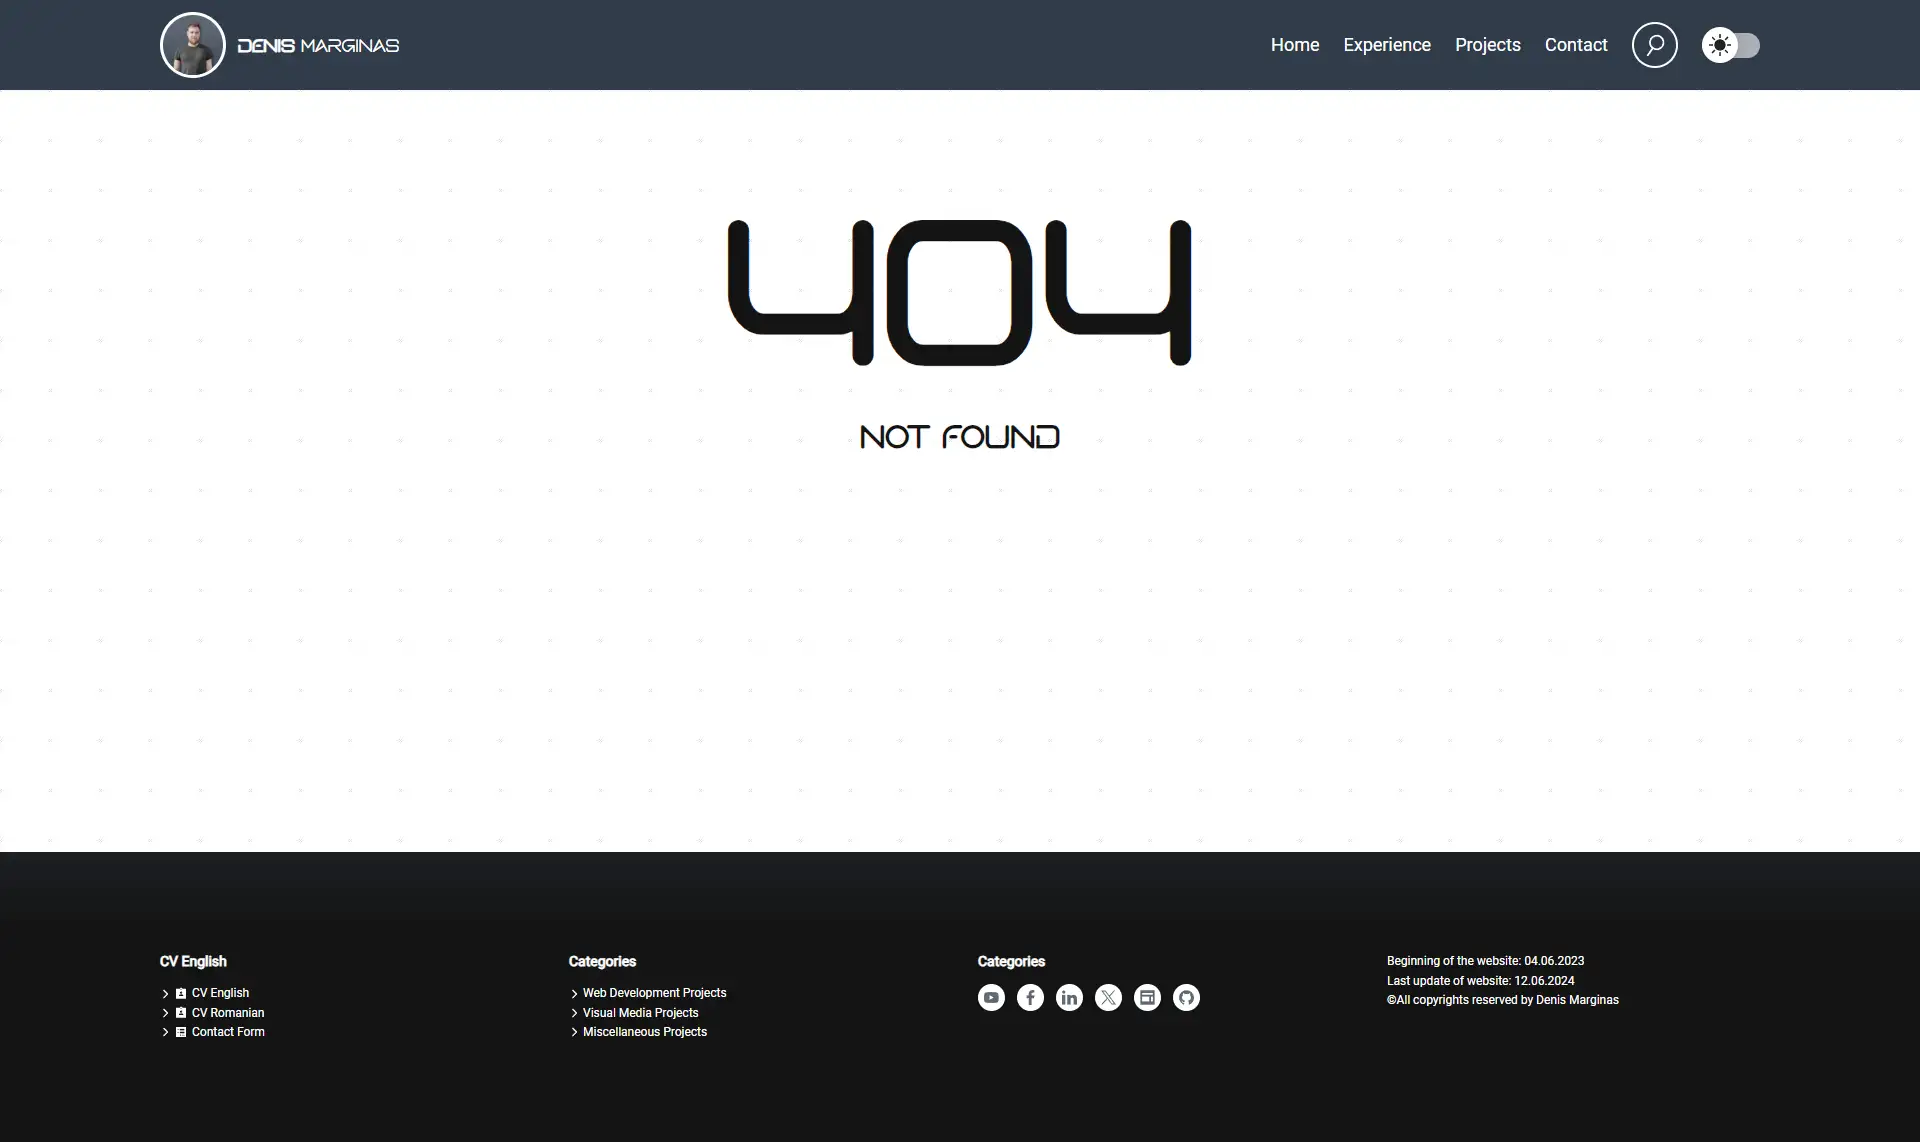 DENIS MARGINAS
Home Experience Projects Contact
404
NOT FOUND
CV English
CV English
CV Romanian
Contact Form
Categories
Web Development Projects
Visual Media Projects
Miscellaneous Projects
Categories
Beginning of the website: 04.06.2023
Last update of website: 12.06.2024
©All copyrights reserved by Denis Marginas